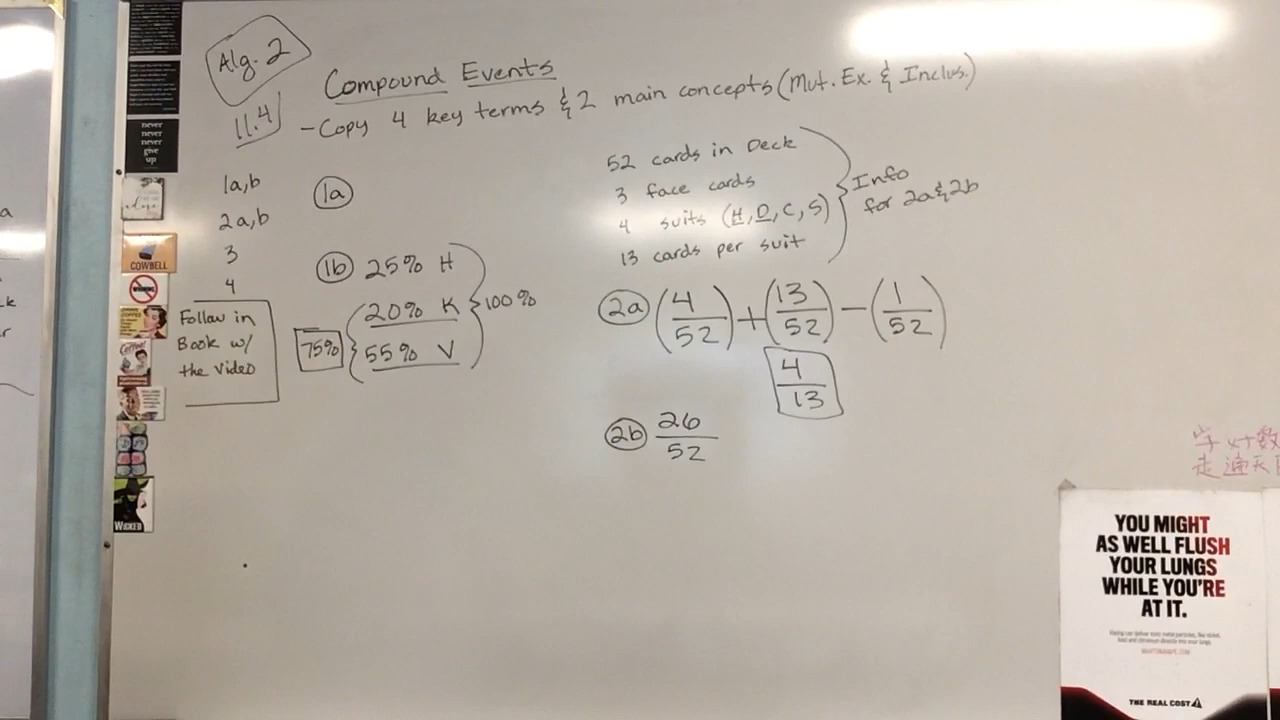 Alg. 2
11.4
Compound Events
- Copy 4 key terms & 2 main concepts (Mut. Ex. & Inclus.)
1a,b
2a,b
3
4
Follow in
Book w/
the Video
1a
1b 25% H
20% K
55% V
75%
100%
52 cards in Deck
3 face cards
4 suits (H, D, C, S)
13 cards per suit
Info
for 2a & 2b
2a (4/52) + (13/52) - (1/52)
4/13
2b 26/52
never
never
never
give
up
COWBELL
WICKED
YOU MIGHT
AS WELL FLUSH
YOUR LUNGS
WHILE YOU'RE
AT IT.
THE REAL COST